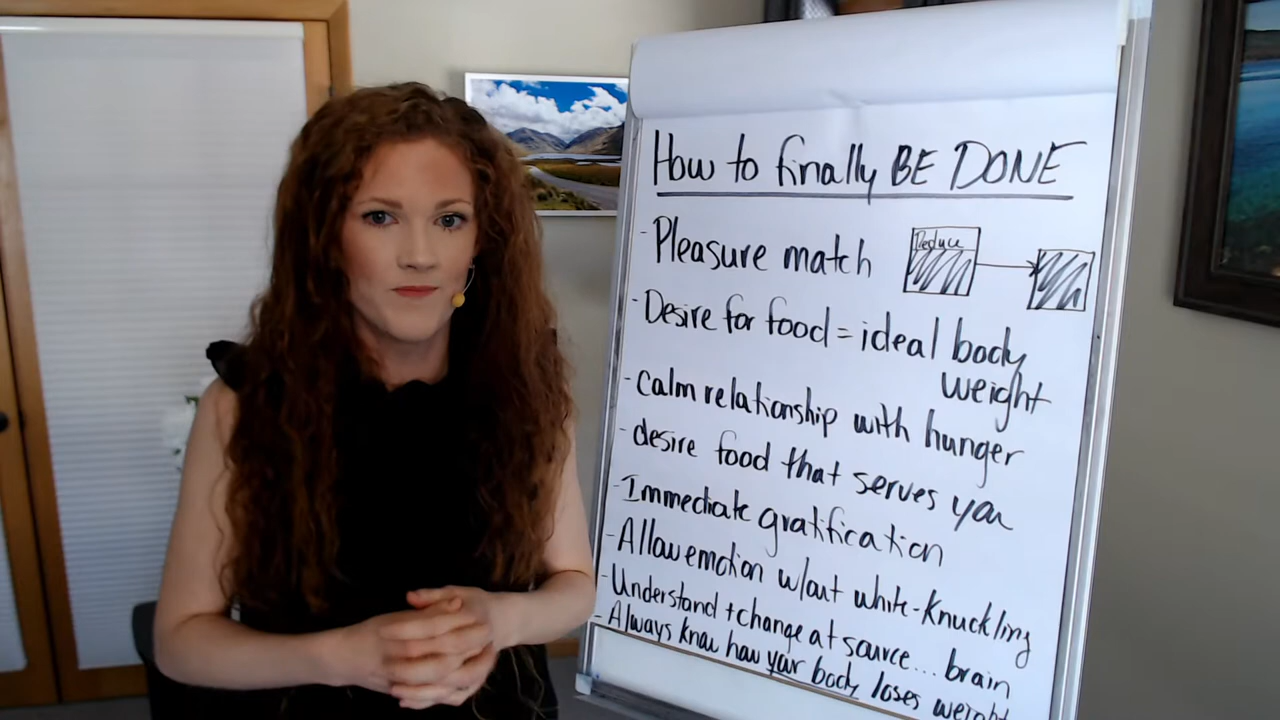 How to finally BE DONE
- Pleasure match
Reduce
- Desire for food = ideal body
weight
- calm relationship with hunger
- desire food that serves you
- Immediate gratification
- Allow emotion w/out white-knuckling
- Understand + change at source... brain
- Always know how your body loses weight